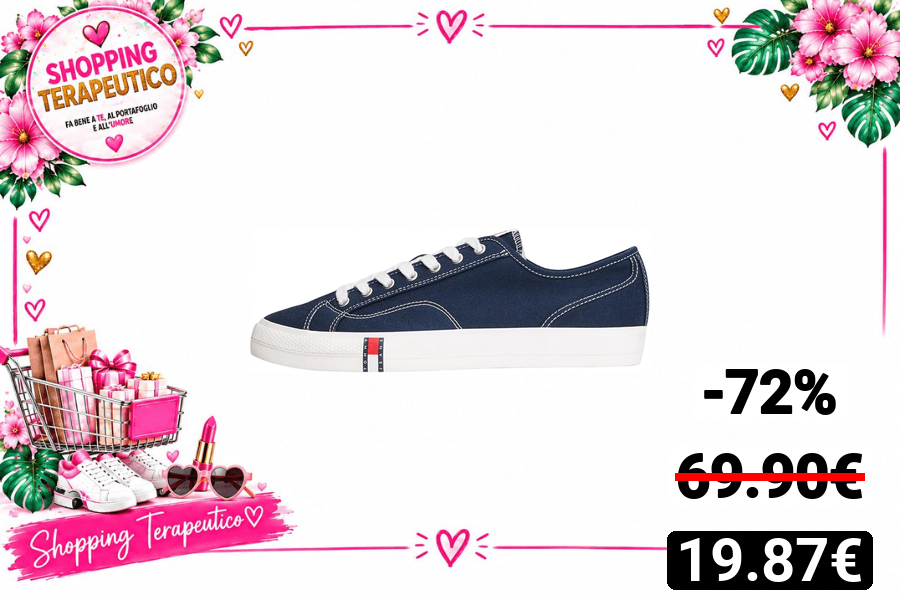 SHOPPING
TERAPEUTICO
FA BENE A TE, AL PORTAFOGLIO
E ALL'UMORE
-72%
69.90€
19.87€
Shopping Terapeutico